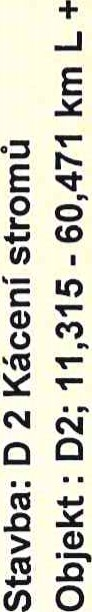 Stavba: D 2 Kácení stromů
Objekt : D2; 11,315 - 60,471 km L +